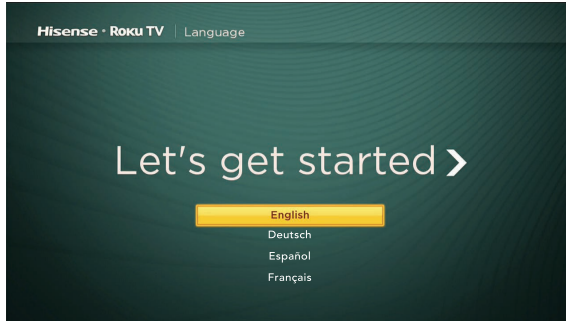 Hisense • Roku TV | Language
Let's get started >
English
Deutsch
Español
Français